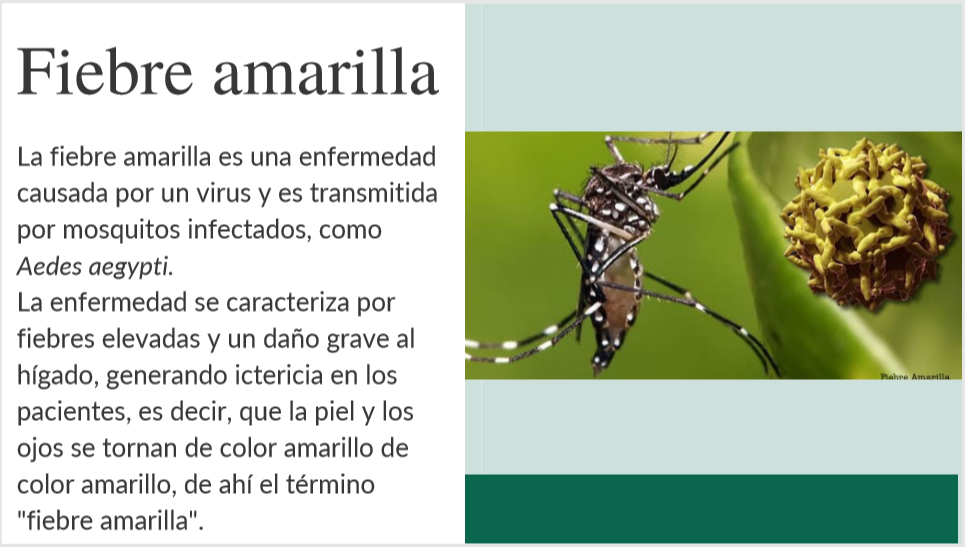 Fiebre amarilla
La fiebre amarilla es una enfermedad
causada por un virus y es transmitida
por mosquitos infectados, como
Aedes aegypti.
La enfermedad se caracteriza por
fiebres elevadas y un daño grave al
hígado, generando ictericia en los
pacientes, es decir, que la piel y los
ojos se tornan de color amarillo de
color amarillo, de ahí el término
"fiebre amarilla".
Fiebre Amarilla